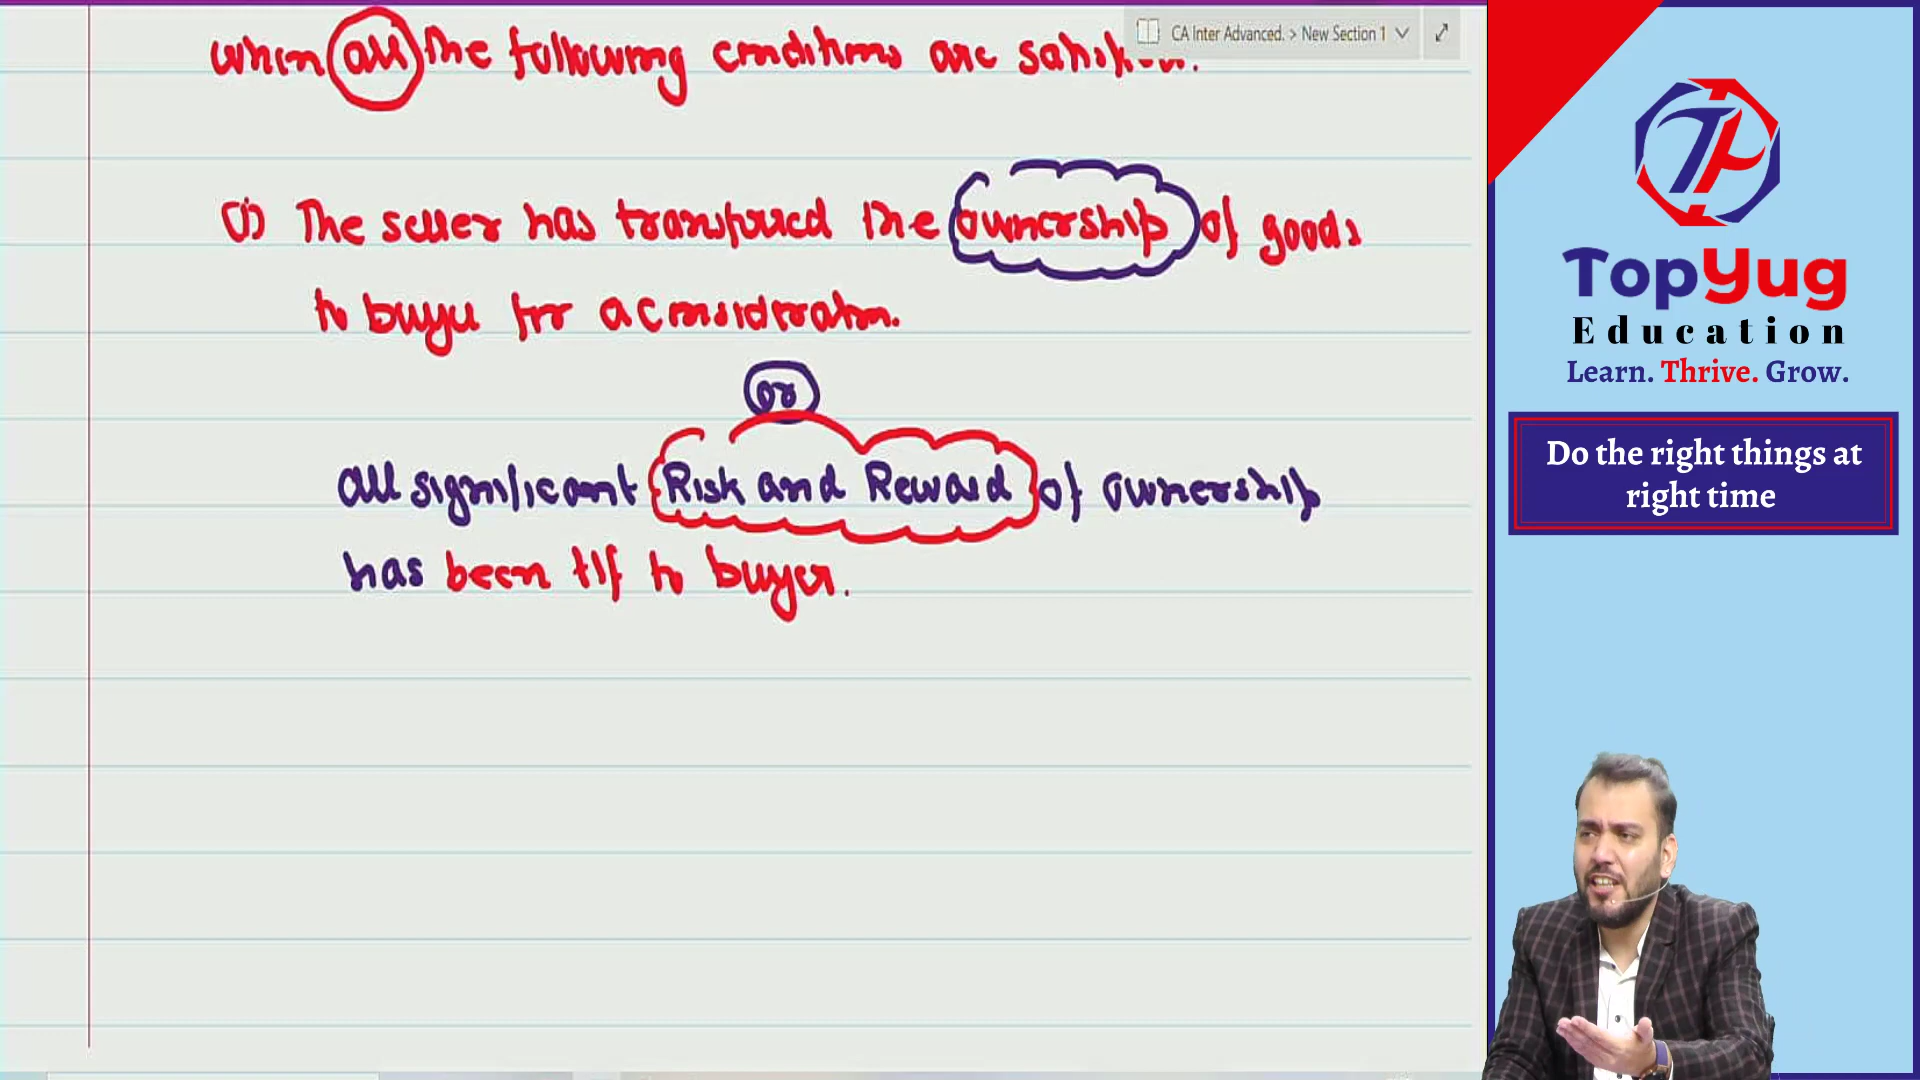 when all the following conditions are satisfied.
CA Inter Advanced. > New Section 1
(i) The seller has transferred the ownership of goods
to buyer for a consideration.
or
all significant Risk and Reward of ownership
has been t/f to buyer.
TopYug
Education
Learn. Thrive. Grow.
Do the right things at
right time